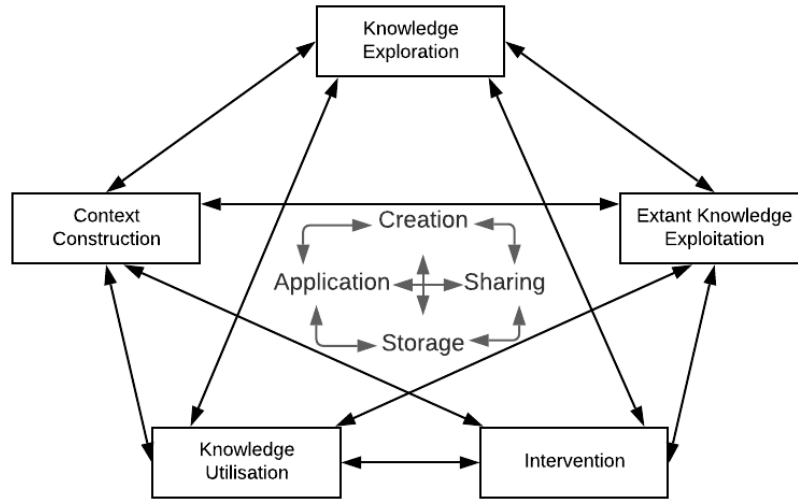 Knowledge
Exploration
Context
Construction
Extant Knowledge
Exploitation
Creation
Application
Sharing
Storage
Knowledge
Utilisation
Intervention